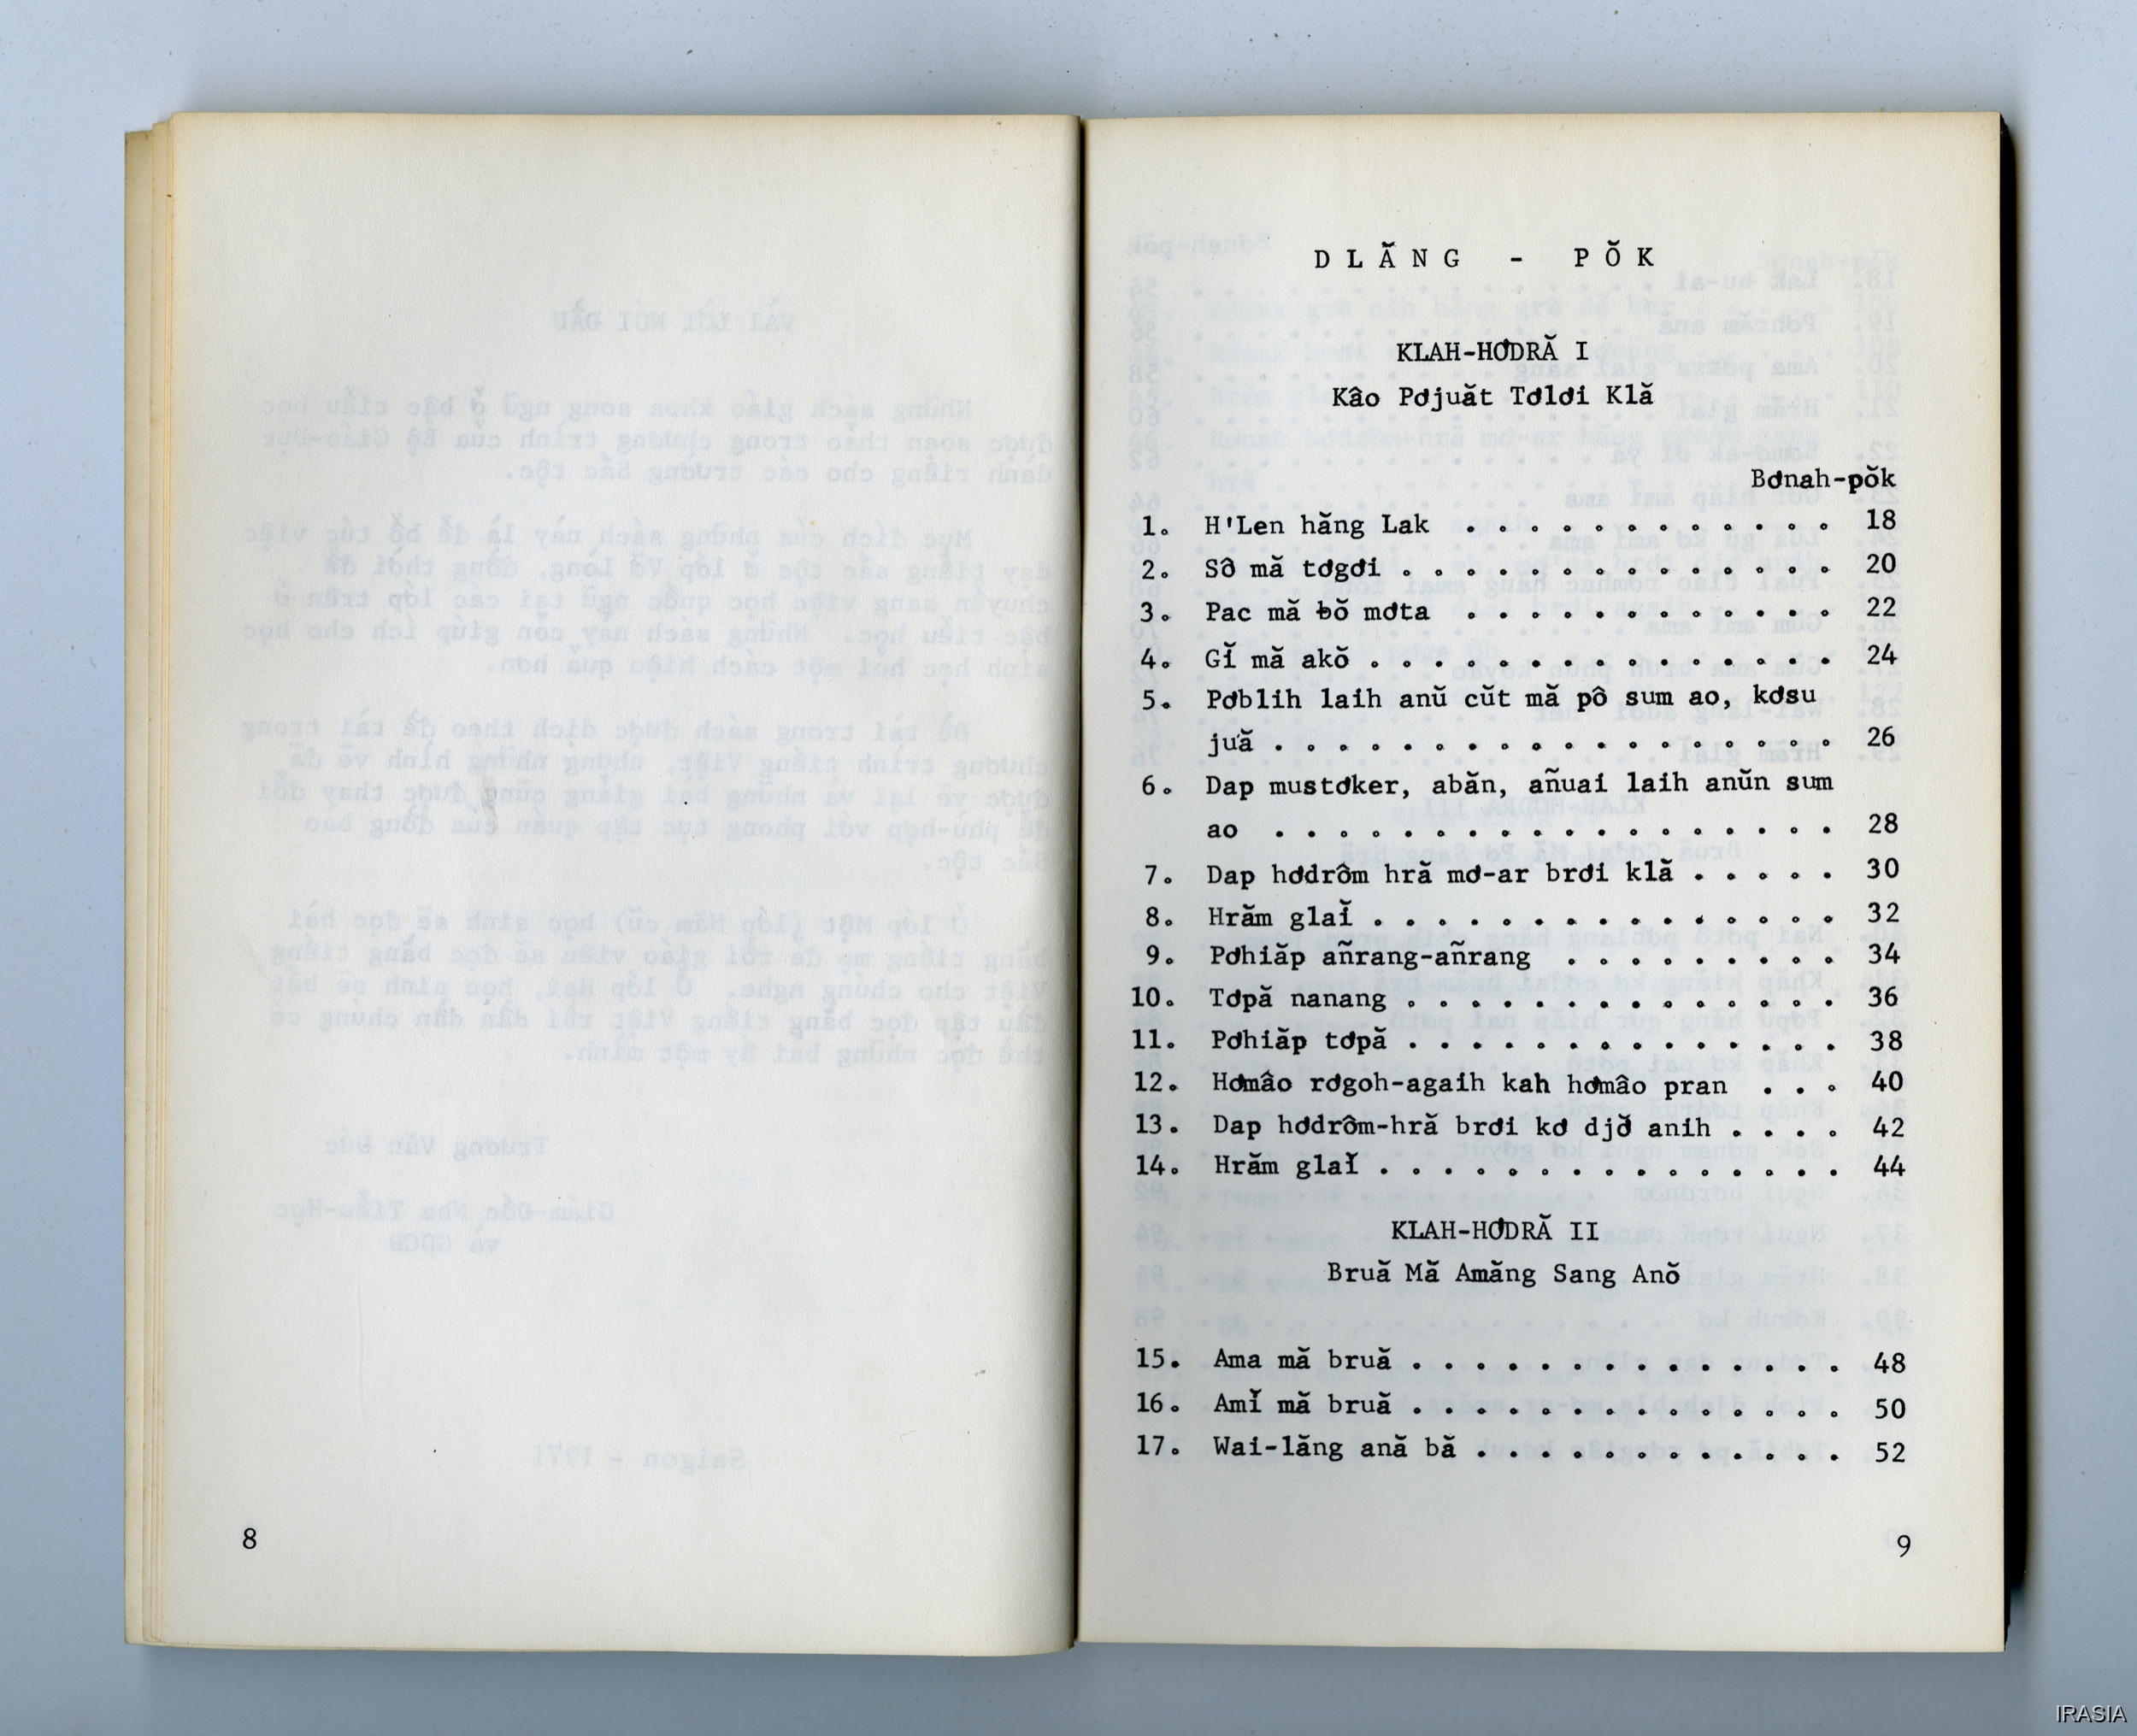 8
D L Ă N G - P Ŏ K
KLAH-HƠDRĂ I
Kâo Pơjuăt Tơlơi Klă
Bơnah-pŏk
1. H'Len hăng Lak . . . . . . . . . . . . 18
2. Sô̆ mă tơgơi . . . . . . . . . . . . . . 20
3. Pac mă ƀŏ mơta . . . . . . . . . . . . 22
4. Gĭ mă akŏ . . . . . . . . . . . . . . . 24
5. Pơblih laih anŭ cŭt mă pô sum ao, kơsu
juă . . . . . . . . . . . . . . . . . . 26
6. Dap mustơker, abăn, añuai laih anŭn sum
ao . . . . . . . . . . . . . . . . . . 28
7. Dap hơdrôm hră mơ-ar brơi klă . . . . . 30
8. Hrăm glaĭ . . . . . . . . . . . . . . . 32
9. Pơhiăp añrang-añrang . . . . . . . . . 34
10. Tơpă nanang . . . . . . . . . . . . . . 36
11. Pơhiăp tơpă . . . . . . . . . . . . . . 38
12. Hơmâo rơgoh-agaih kah hơmâo pran . . . 40
13. Dap hơdrôm-hră brơi kơ djơ̆ anih . . . . 42
14. Hrăm glaĭ . . . . . . . . . . . . . . . 44
KLAH-HƠDRĂ II
Bruă Mă Amăng Sang Anŏ
15. Ama mă bruă . . . . . . . . . . . . . . 48
16. Amĭ mă bruă . . . . . . . . . . . . . . 50
17. Wai-lăng ană bă . . . . . . . . . . . . 52
9
IRASIA